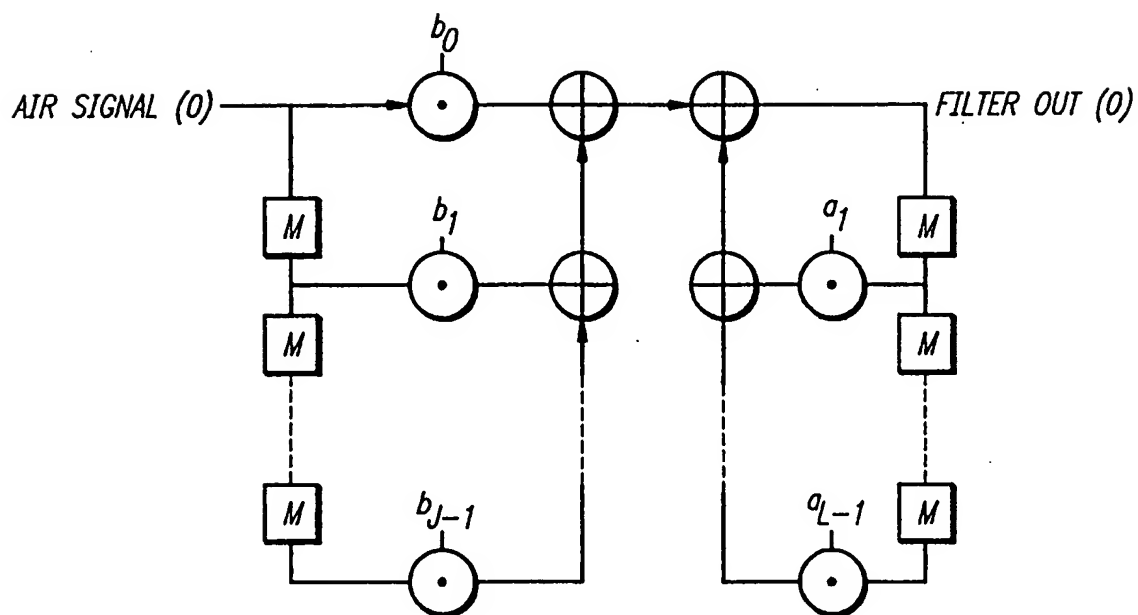 b0
AIR SIGNAL (0)
FILTER OUT (0)
M
M
b1
a1
M
M
M
M
bJ-1
aL-1